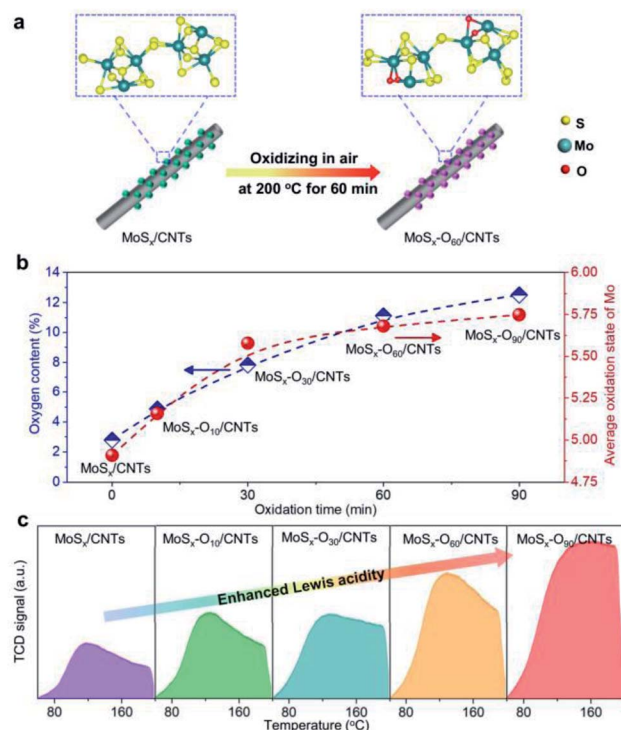 a
S
Mo
O
Oxidizing in air
at 200 °C for 60 min
MoSₓ/CNTs
MoSₓ-O₆₀/CNTs
b
Oxygen content (%)
14
12
10
8
6
4
2
0
MoSₓ/CNTs
MoSₓ-O₁₀/CNTs
MoSₓ-O₃₀/CNTs
MoSₓ-O₆₀/CNTs
MoSₓ-O₉₀/CNTs
6.00
5.75
5.50
5.25
5.00
4.75
Average oxidation state of Mo
0
30
60
90
Oxidation time (min)
c
TCD signal (a.u.)
MoSₓ/CNTs
MoSₓ-O₁₀/CNTs
MoSₓ-O₃₀/CNTs
MoSₓ-O₆₀/CNTs
MoSₓ-O₉₀/CNTs
Enhanced Lewis acidity
80 160 80 160 80 160 80 160 80 160
Temperature (°C)